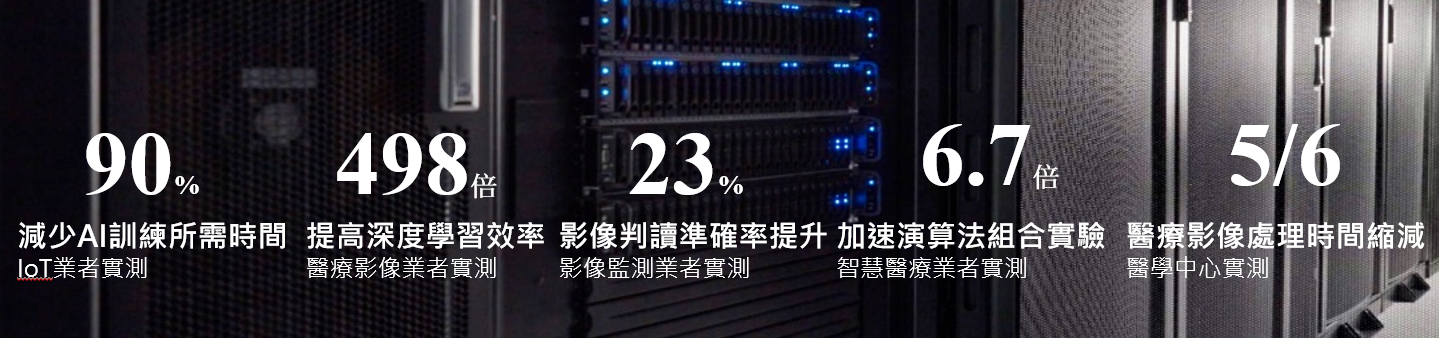 90%
減少AI訓練所需時間
IoT業者實測
498倍
提高深度學習效率
醫療影像業者實測
23%
影像判讀準確率提升
影像監測業者實測
6.7倍
加速演算法組合實驗
智慧醫療業者實測
5/6
醫療影像處理時間縮減
醫學中心實測